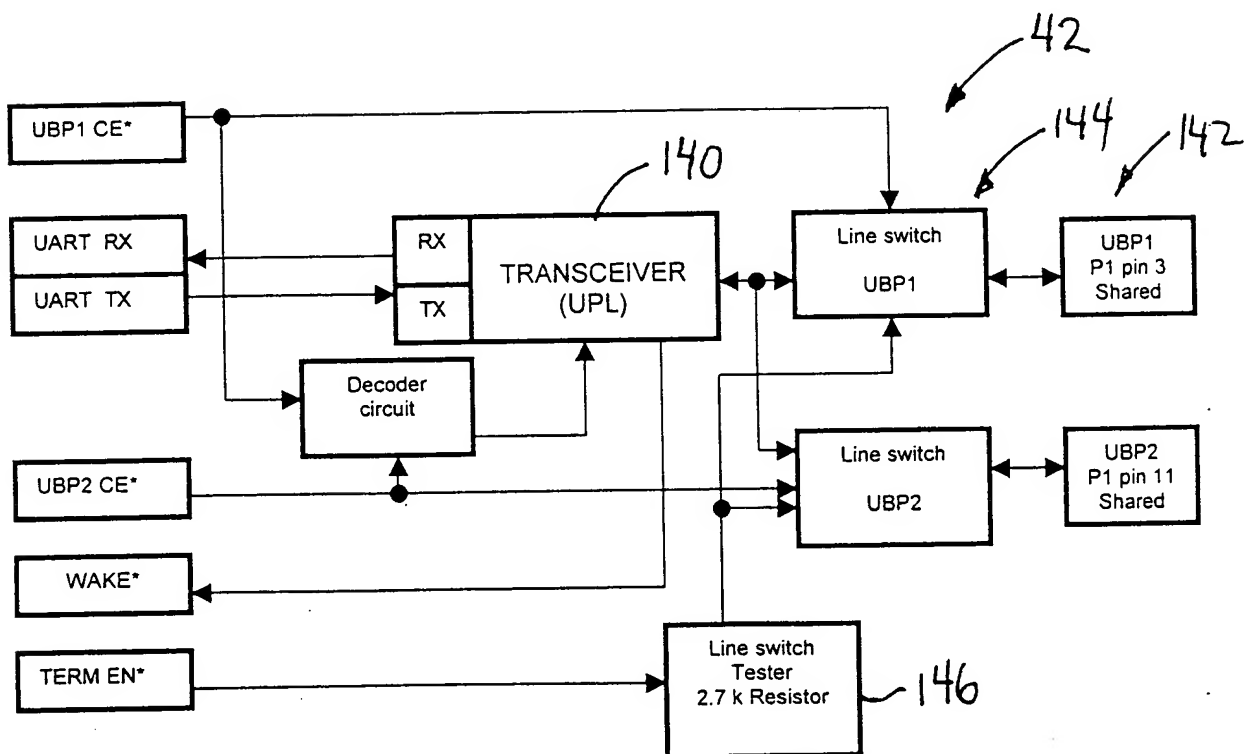 42
UBP1 CE*
140
144
142
UART RX
UART TX
RX
TX
TRANSCEIVER
(UPL)
Line switch
UBP1
UBP1
P1 pin 3
Shared
Decoder
circuit
UBP2 CE*
Line switch
UBP2
UBP2
P1 pin 11
Shared
WAKE*
TERM EN*
Line switch
Tester
2.7 k Resistor
146